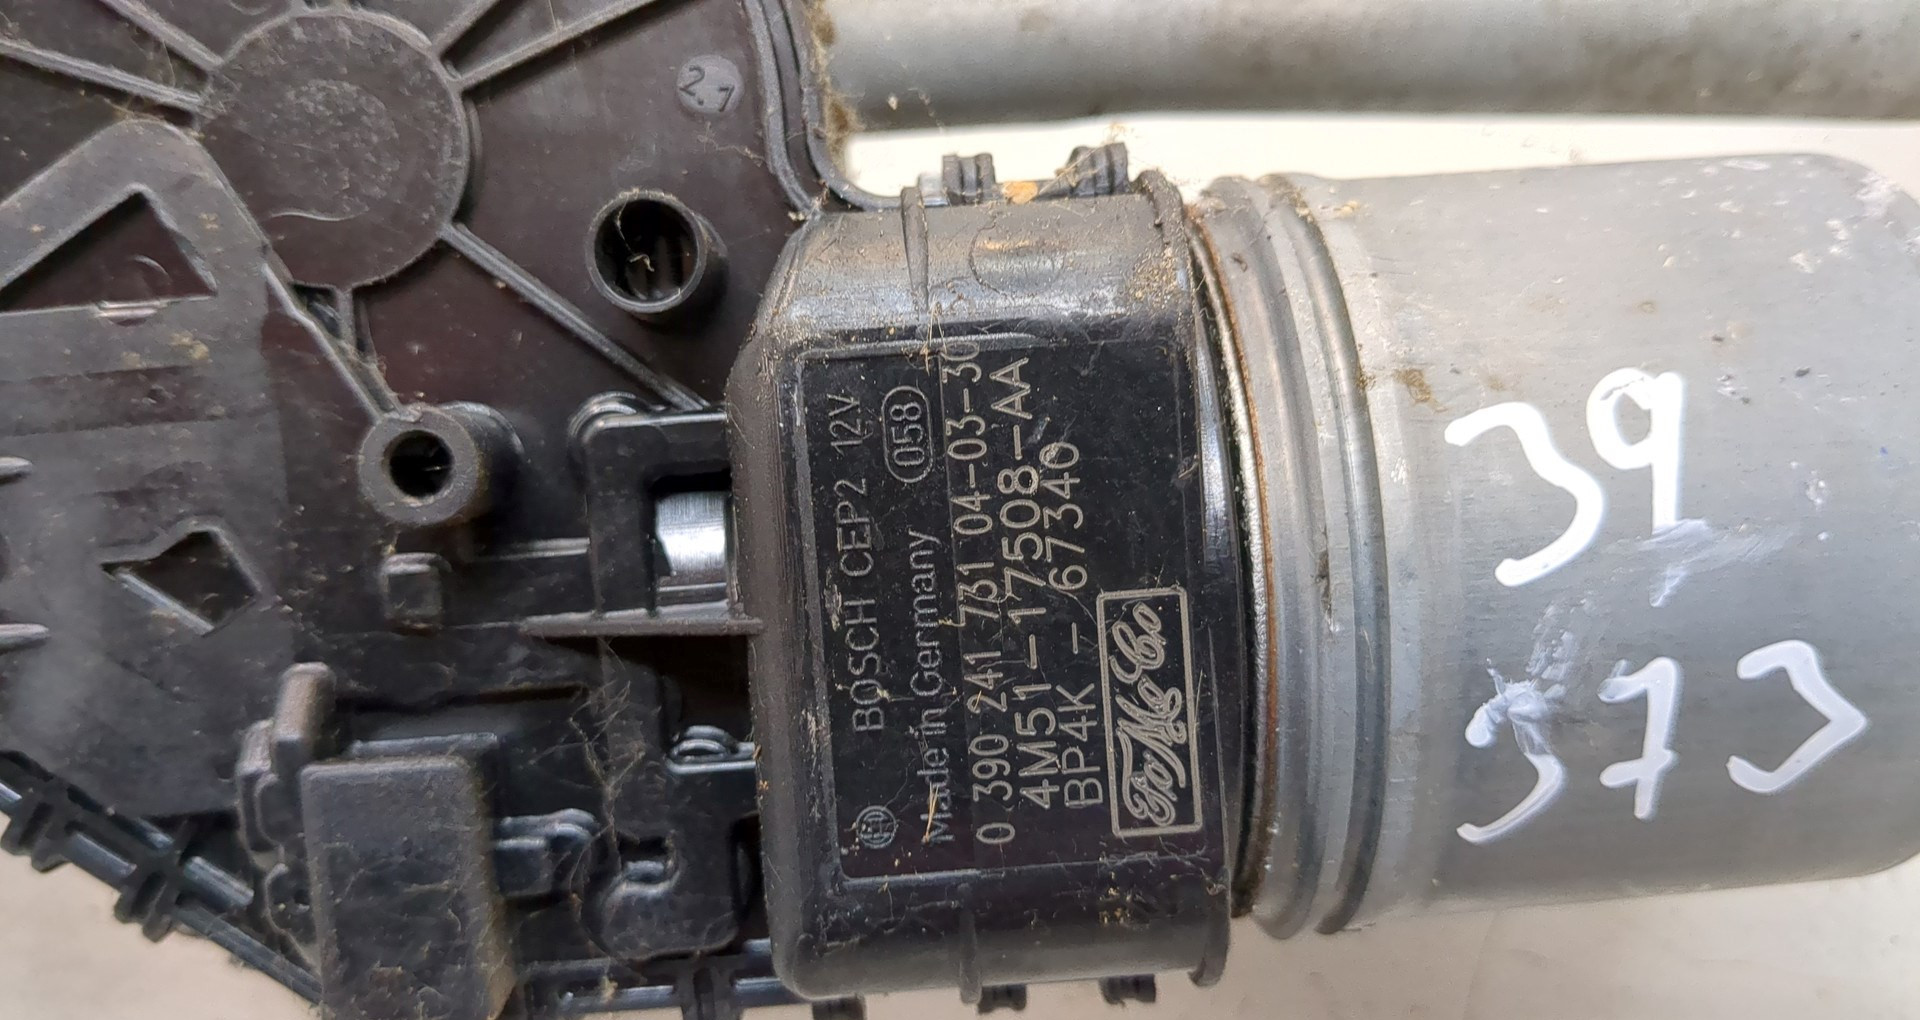 2.1
BOSCH CEP2 12V
Made in Germany 058
0 390 241 731 04-03-30
4M51-17508-AA
BP4K - 67340
FoMoCo
39
373